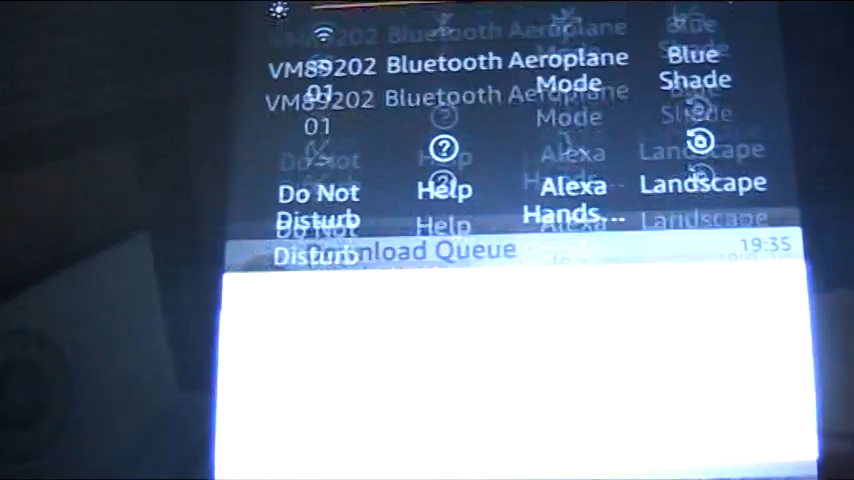 VM89202 Bluetooth Aeroplane Blue
01 Mode Shade
Do Not Help Alexa Landscape
Disturb Hands...
Download Queue 19:35